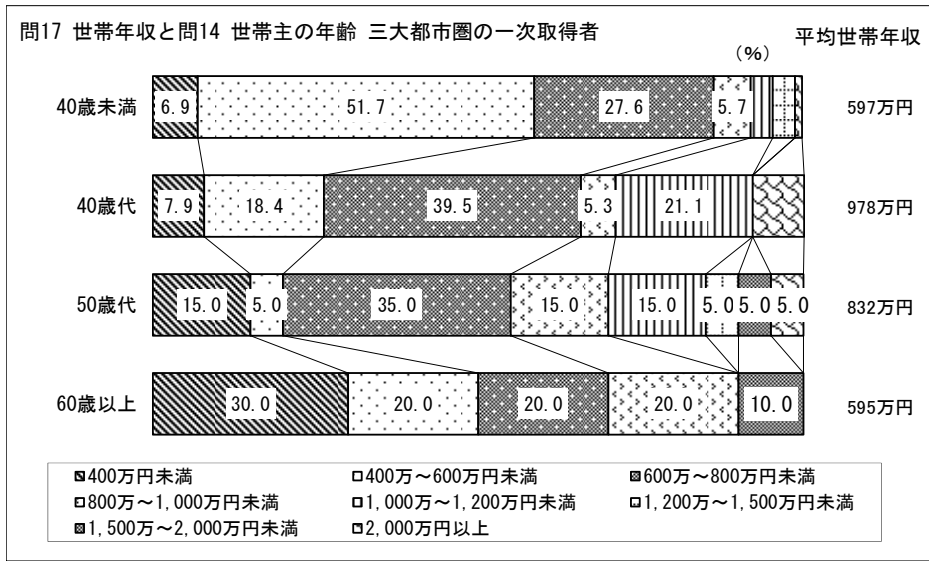 問17 世帯年収と問14 世帯主の年齢 三大都市圏の一次取得者
平均世帯年収
(%)
40歳未満 6.9 51.7 27.6 5.7 597万円
40歳代 7.9 18.4 39.5 5.3 21.1 978万円
50歳代 15.0 5.0 35.0 15.0 15.0 5.0 5.0 5.0 832万円
60歳以上 30.0 20.0 20.0 20.0 10.0 595万円
400万円未満 400万～600万円未満 600万～800万円未満
800万～1,000万円未満 1,000万～1,200万円未満 1,200万～1,500万円未満
1,500万～2,000万円未満 2,000万円以上